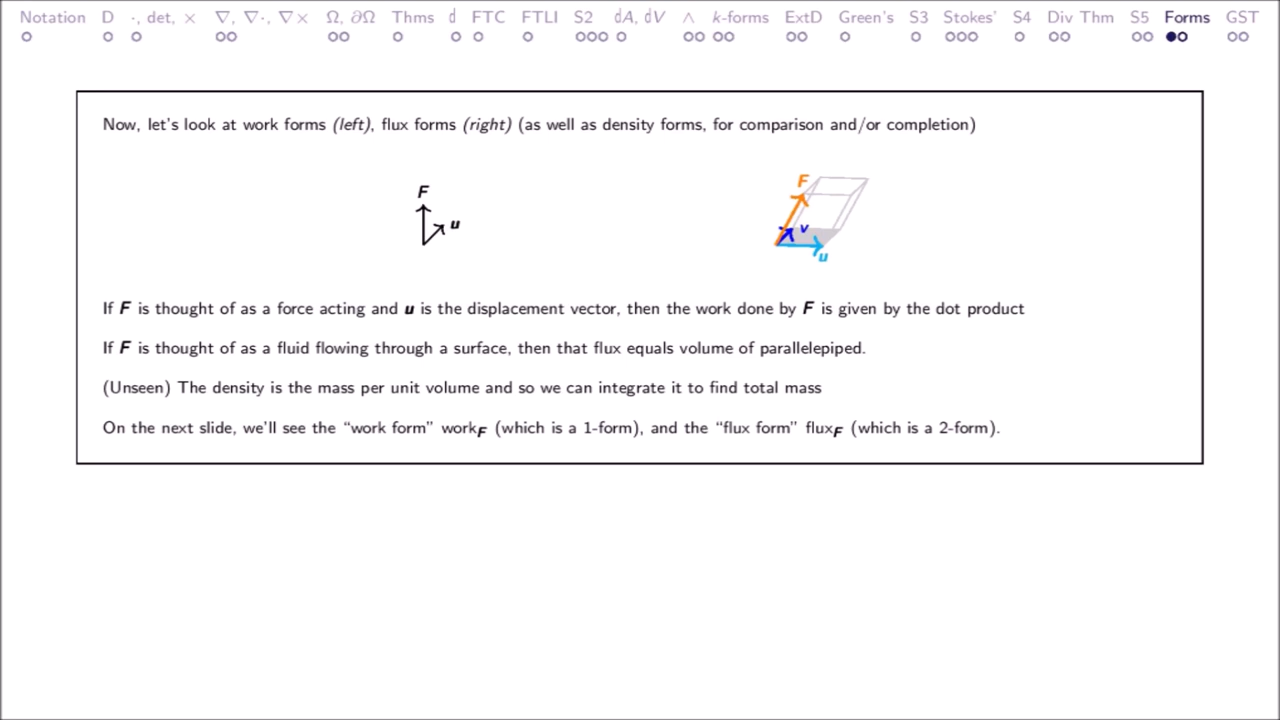 Notation D ·, det, × ∇, ∇·, ∇× Ω, ∂Ω Thms d FTC FTLI S2 dA, dV ∧ k-forms ExtD Green's S3 Stokes' S4 Div Thm S5 Forms GST
Now, let's look at work forms (left), flux forms (right) (as well as density forms, for comparison and/or completion)
F
u
F
v
u
If F is thought of as a force acting and u is the displacement vector, then the work done by F is given by the dot product
If F is thought of as a fluid flowing through a surface, then that flux equals volume of parallelepiped.
(Unseen) The density is the mass per unit volume and so we can integrate it to find total mass
On the next slide, we'll see the “work form” work_F (which is a 1-form), and the “flux form” flux_F (which is a 2-form).